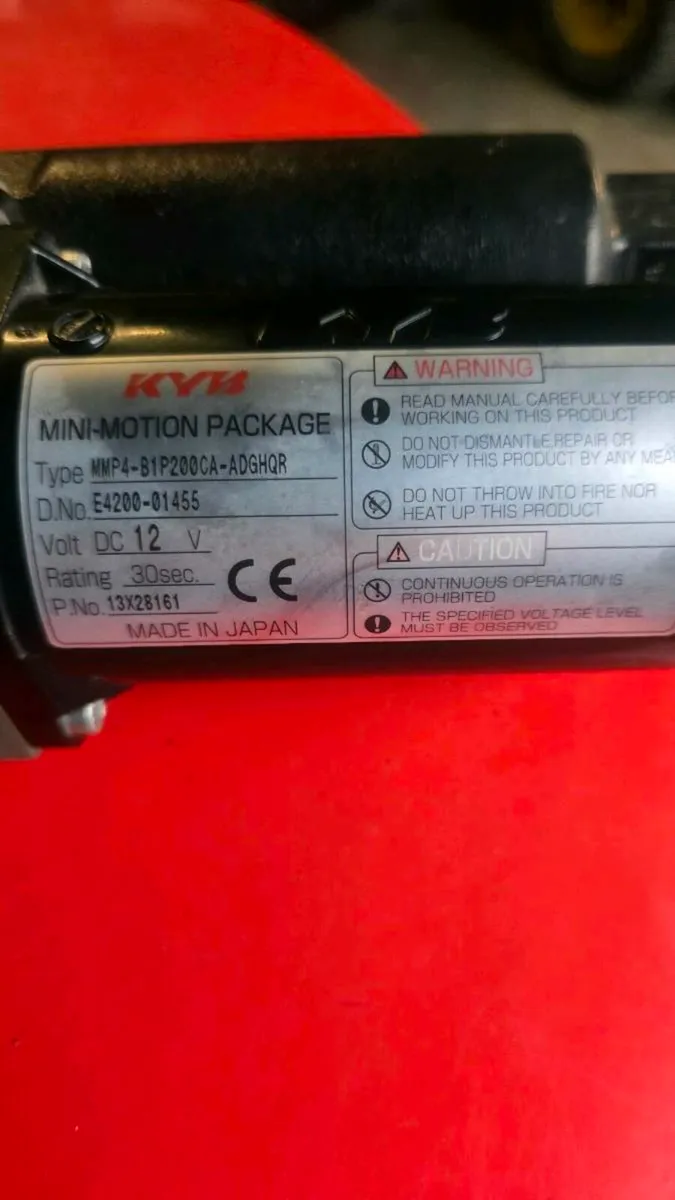 KYB
MINI-MOTION PACKAGE
Type MMP4-B1P200CA-ADGHQR
D.No. E4200-01455
Volt DC 12 V
Rating 30sec.
P.No. 13X28161
CE
MADE IN JAPAN
WARNING
READ MANUAL CAREFULLY BEFOR
WORKING ON THIS PRODUCT
DO NOT DISMANTLE,REPAIR OR
MODIFY THIS PRODUCT BY ANY MEA
DO NOT THROW INTO FIRE NOR
HEAT UP THIS PRODUCT
CAUTION
CONTINUOUS OPERATION IS
PROHIBITED
THE SPECIFIED VOLTAGE LEVEL
MUST BE OBSERVED